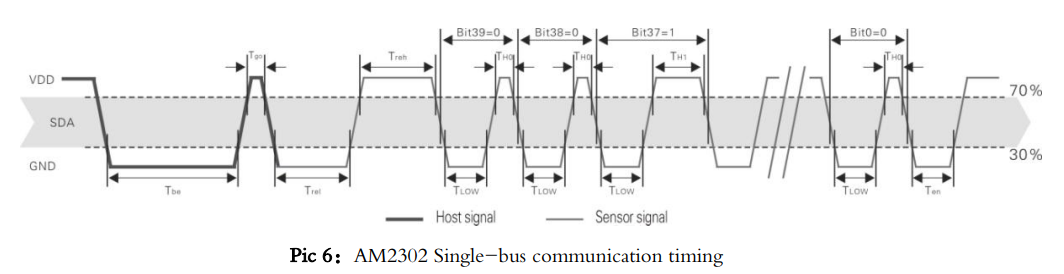 Bit39=0 Bit38=0 Bit37=1 Bit0=0
Tgo Treh TH0 TH0 TH1 TH0
VDD
70%
SDA
30%
GND
Tbe Trel TLOW TLOW TLOW TLOW Ten
Host signal Sensor signal
Pic 6: AM2302 Single-bus communication timing